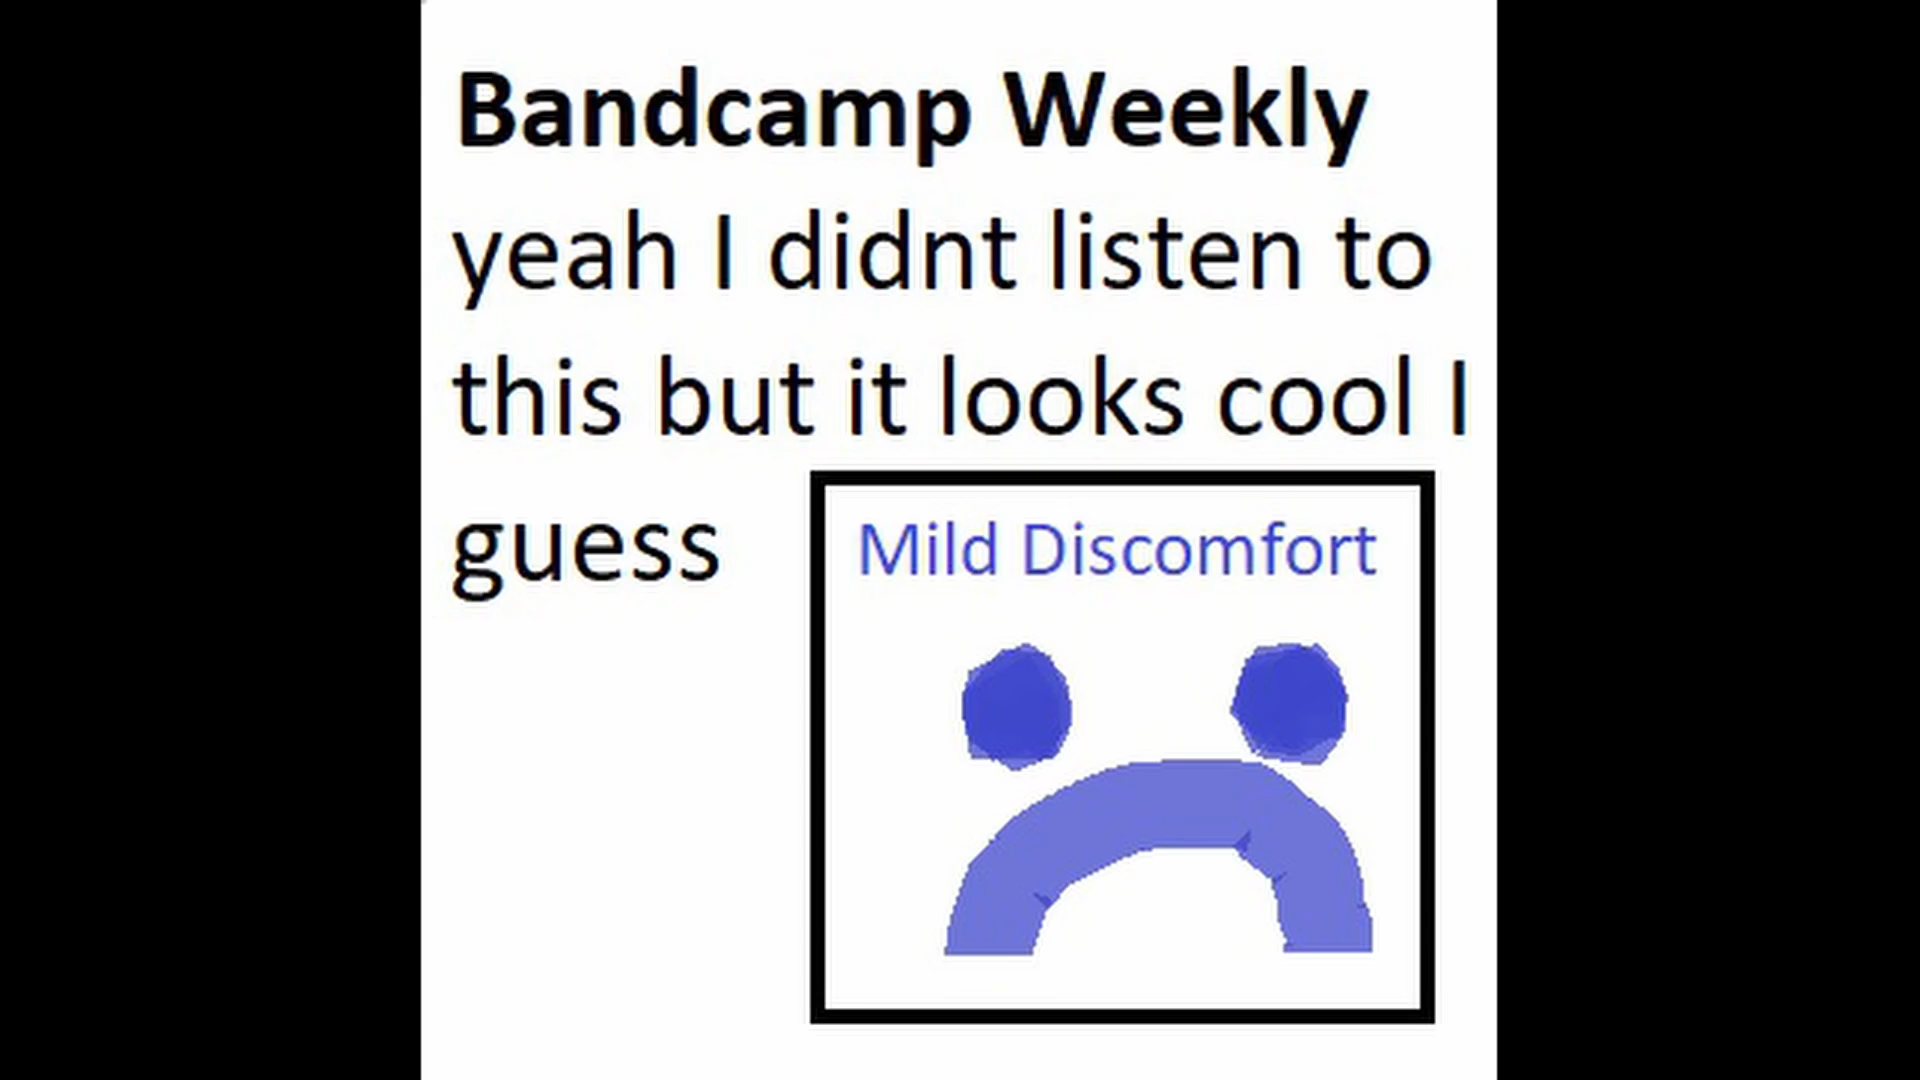 Bandcamp Weekly
yeah I didnt listen to
this but it looks cool I
guess
Mild Discomfort